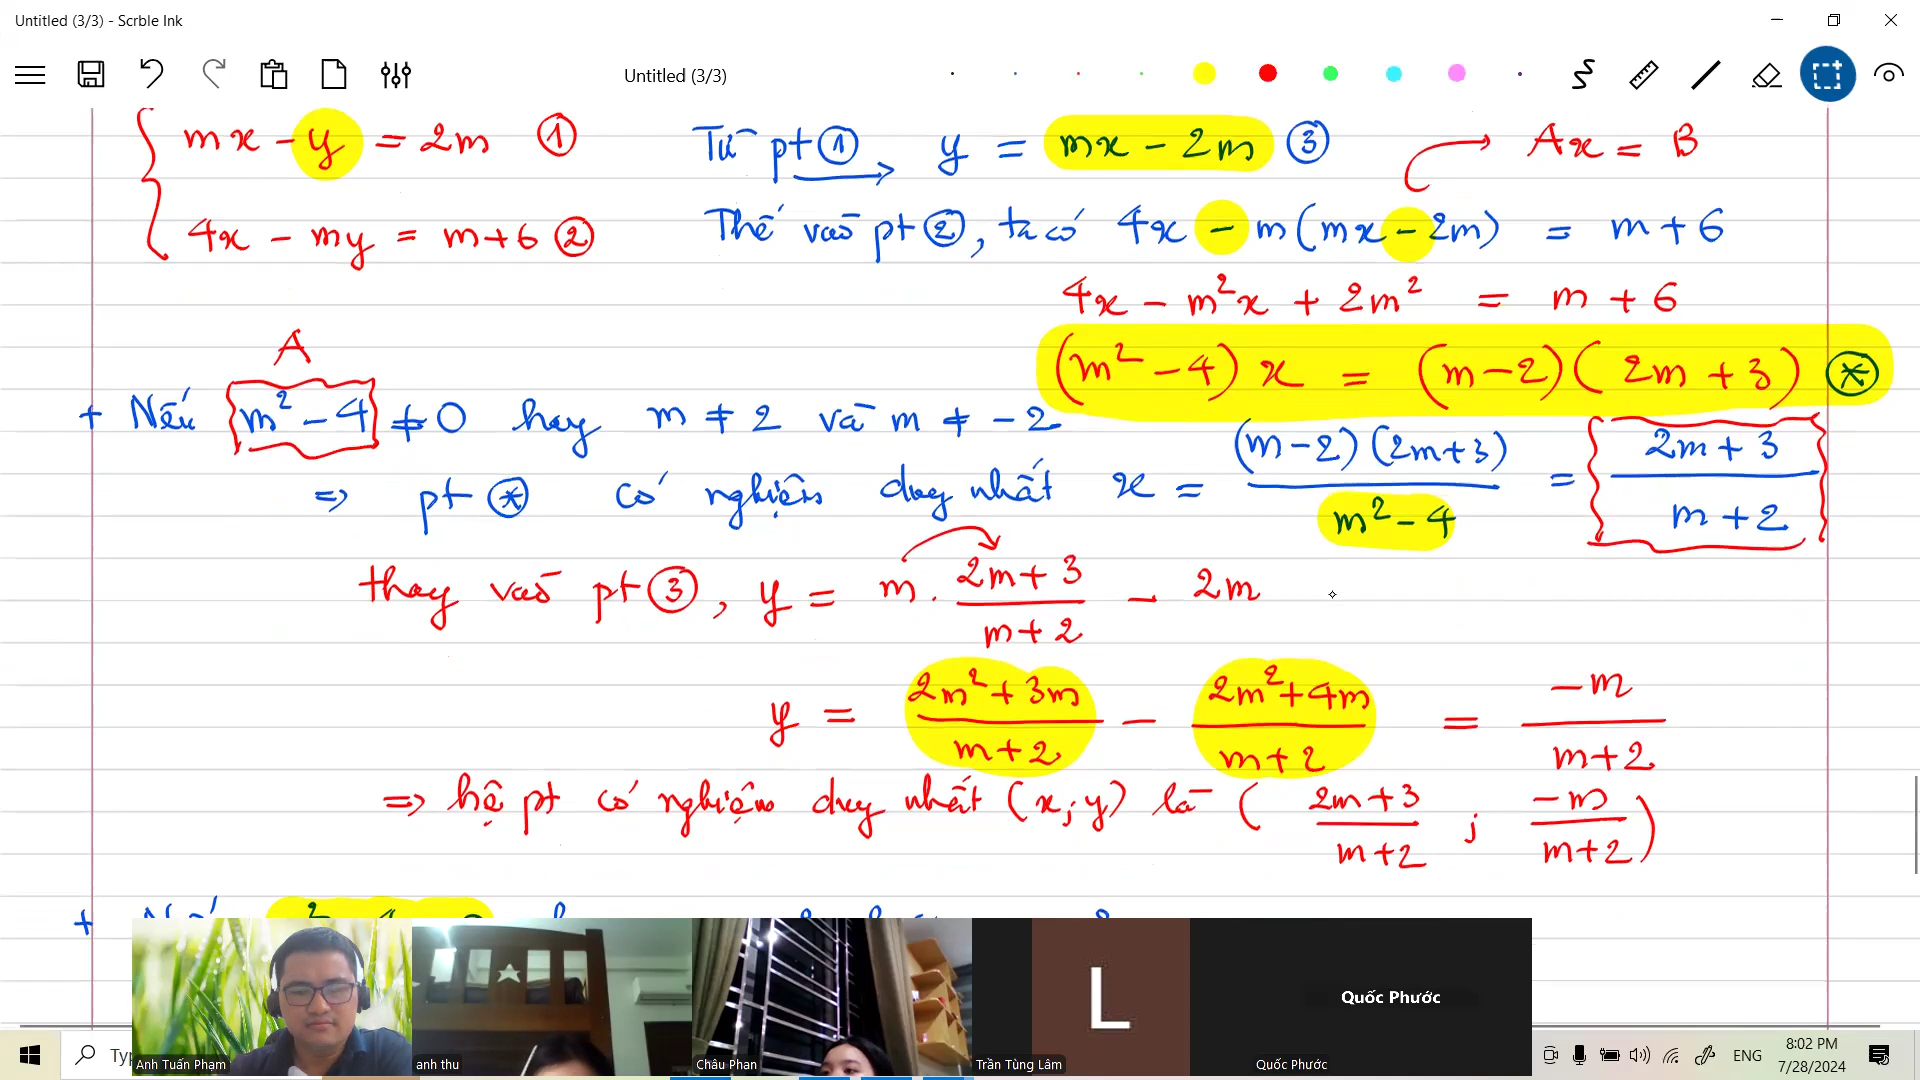 Untitled (3/3) - Scrble Ink
Untitled (3/3)
mx - y = 2m ①
4x - my = m+6 ②
Từ pt ① → y = mx - 2m ③
Ax = B
Thế vào pt ②, ta có 4x - m(mx - 2m) = m + 6
4x - m²x + 2m² = m + 6
(m² - 4) x = (m-2)(2m+3) (*)
A
+ Nếu m² - 4 ≠ 0 hay m ≠ 2 và m ≠ -2
⇒ pt (*) có nghiệm duy nhất x = (m-2)(2m+3) / (m² - 4) = (2m+3) / (m+2)
thay vào pt ③, y = m . (2m+3)/(m+2) - 2m
y = (2m²+3m)/(m+2) - (2m²+4m)/(m+2) = -m/(m+2)
⇒ hệ pt có nghiệm duy nhất (x;y) là ( (2m+3)/(m+2) ; -m/(m+2) )
+ Nếu
L
Quốc Phước
Anh Tuấn Phạm
anh thu
Châu Phan
Trần Tùng Lâm
Quốc Phước
ENG
8:02 PM
7/28/2024